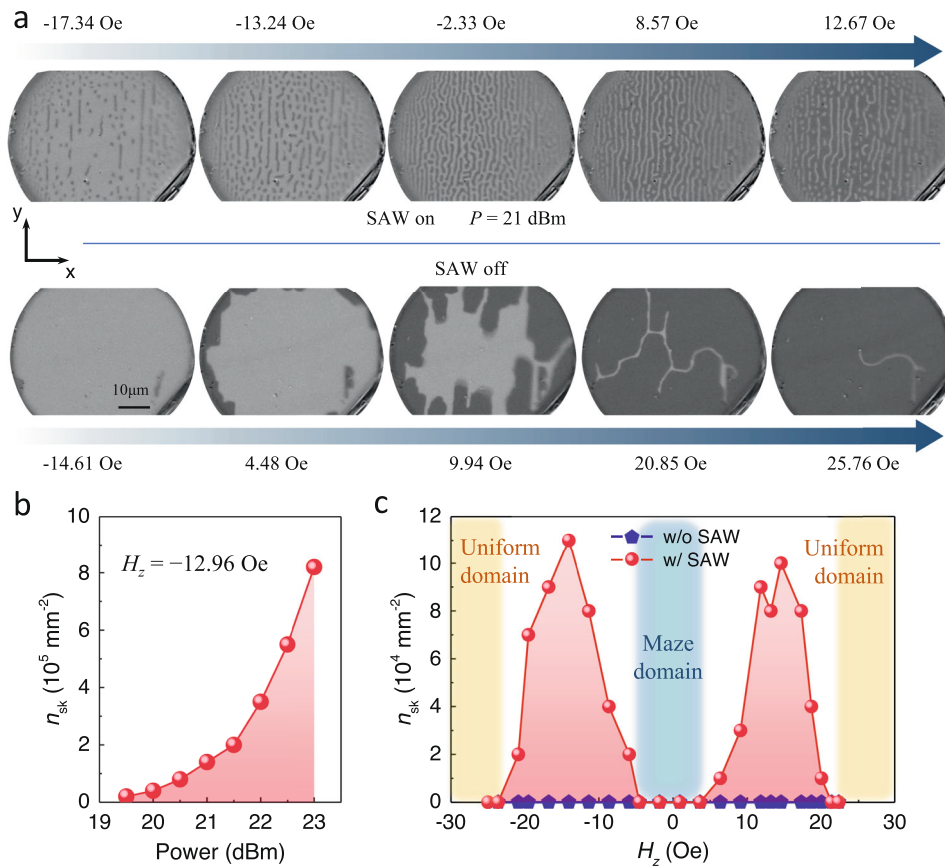 a
-17.34 Oe -13.24 Oe -2.33 Oe 8.57 Oe 12.67 Oe
SAW on P = 21 dBm
y
x
SAW off
10μm
-14.61 Oe 4.48 Oe 9.94 Oe 20.85 Oe 25.76 Oe
b
10
8
6
4
2
0
nsk (10⁵ mm⁻²)
Hz = −12.96 Oe
19 20 21 22 23
Power (dBm)
c
12
10
8
6
4
2
0
nsk (10⁴ mm⁻²)
Uniform
domain
w/o SAW
w/ SAW
Maze
domain
Uniform
domain
-30 -20 -10 0 10 20 30
Hz (Oe)